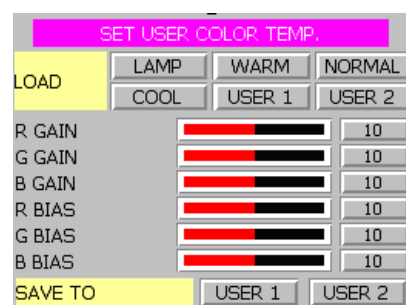 SET USER COLOR TEMP.
LOAD
LAMP WARM NORMAL
COOL USER 1 USER 2
R GAIN 10
G GAIN 10
B GAIN 10
R BIAS 10
G BIAS 10
B BIAS 10
SAVE TO USER 1 USER 2